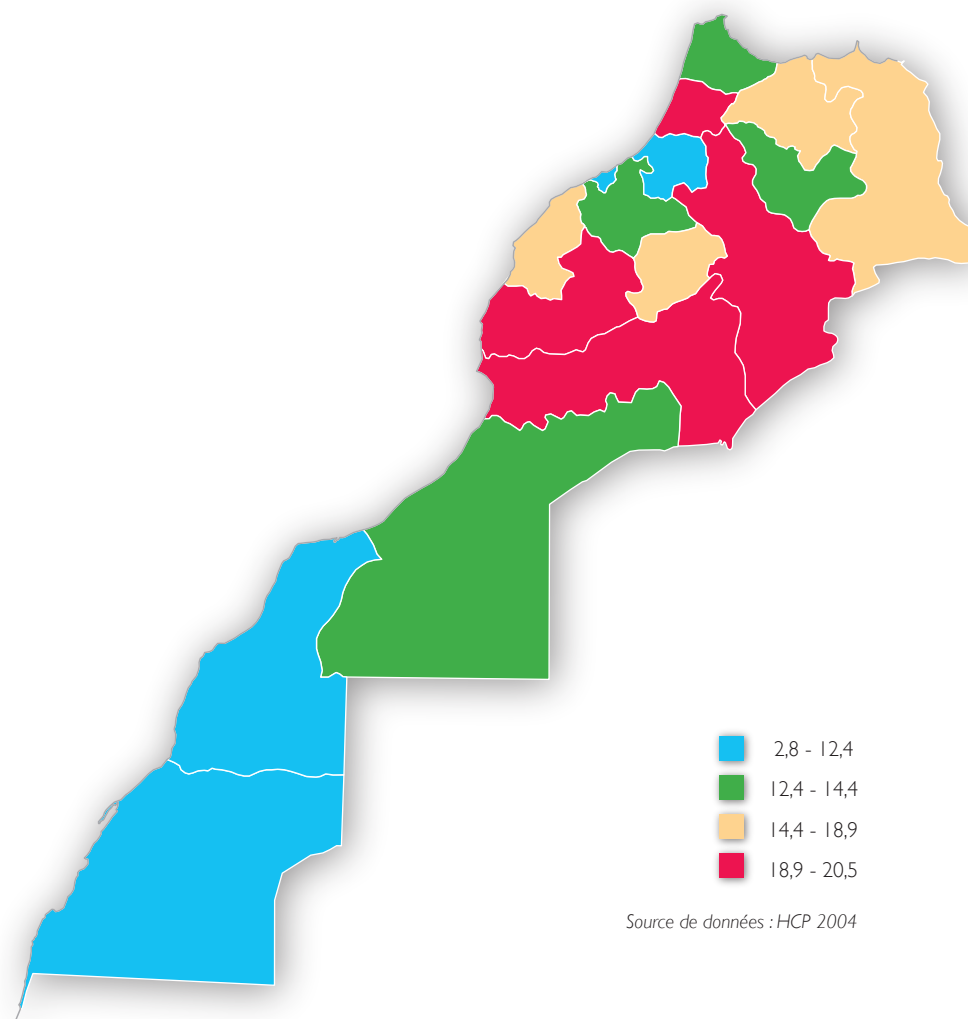 2,8 - 12,4
12,4 - 14,4
14,4 - 18,9
18,9 - 20,5
Source de données : HCP 2004